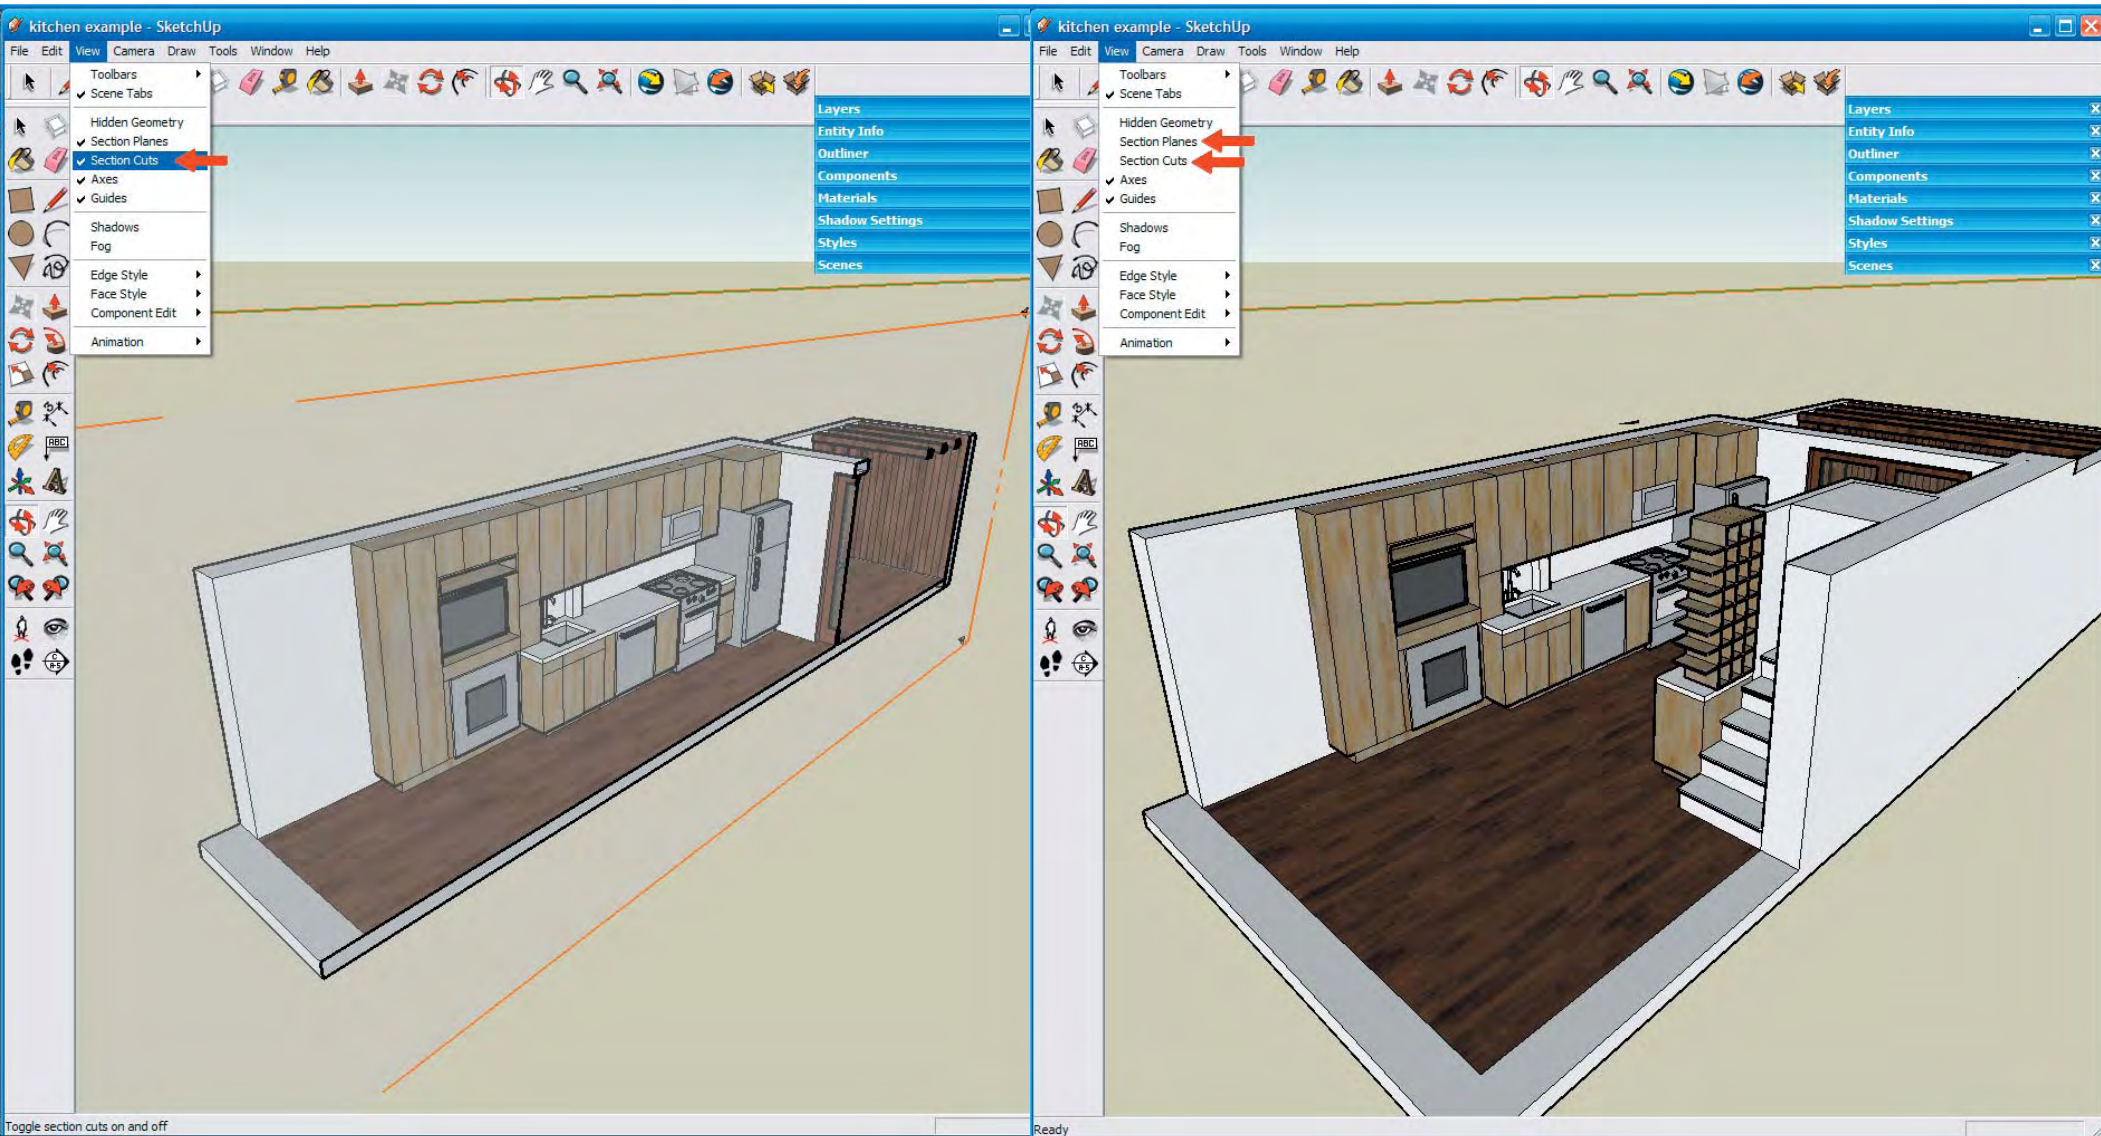 kitchen example - SketchUp
File Edit View Camera Draw Tools Window Help
Toolbars
Scene Tabs
Hidden Geometry
Section Planes
Section Cuts
Axes
Guides
Shadows
Fog
Edge Style
Face Style
Component Edit
Animation
Layers
Entity Info
Outliner
Components
Materials
Shadow Settings
Styles
Scenes
ABC
Toggle section cuts on and off
kitchen example - SketchUp
File Edit View Camera Draw Tools Window Help
Toolbars
Scene Tabs
Hidden Geometry
Section Planes
Section Cuts
Axes
Guides
Shadows
Fog
Edge Style
Face Style
Component Edit
Animation
Layers
Entity Info
Outliner
Components
Materials
Shadow Settings
Styles
Scenes
ABC
Ready